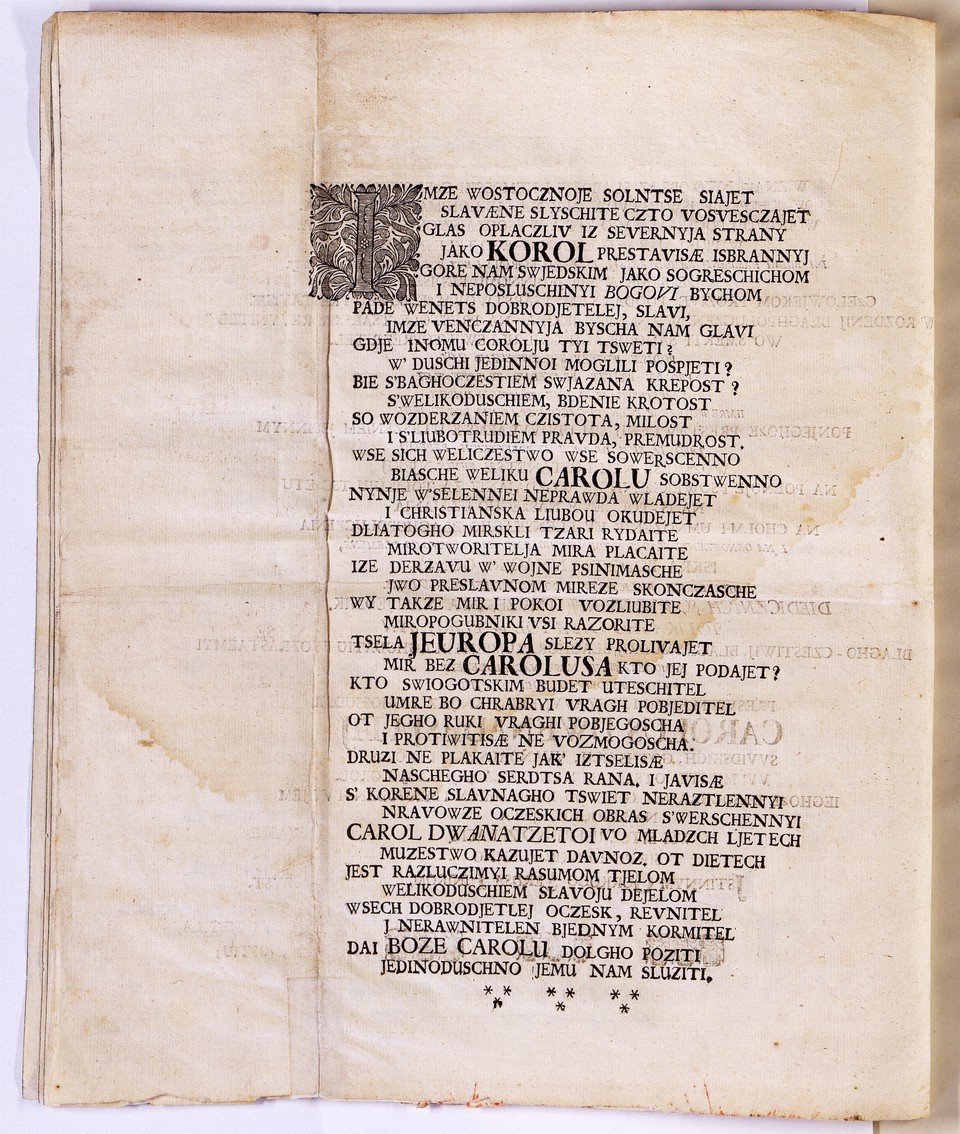 IMZE WOSTOCZNOJE SOLNTSE SIAJET
SLAVÆNE SLYSCHITE CZTO VOSVESCZAJET
GLAS OPLACZLIV IZ SEVERNYJA STRANY
JAKO KOROL PRESTAVISÆ ISBRANNYJ
GORE NAM SWJEDSKIM JAKO SOGRESCHICHOM
I NEPOSLUSCHINYI BOGOVI BYCHOM
PADE WENETS DOBRODJETELEJ, SLAVI,
IMZE VENCZANNYJA BYSCHA NAM GLAVI
GDJE INOMU COROLJU TYI TSWETI?
W' DUSCHI JEDINNOI MOGLILI POSPJETI?
BIE S'BAGHOCZESTIEM SWJAZANA KREPOST?
S'WELIKODUSCHIEM, BDENIE KROTOST
SO WOZDERZANIEM CZISTOTA, MILOST
I S'LIUBOTRUDIEM PRAVDA, PREMUDROST.
WSE SICH WELICZESTWO WSE SOWERSCENNO
BIASCHE WELIKU CAROLU SOBSTWENNO
NYNJE W'SELENNEI NEPRAWDA WLADEJET
I CHRISTIANSKA LIUBOU OKUDEJET
DLIATOGHO MIRSKLI TZARI RYDAITE
MIROTWORITELJA MIRA PLACAITE
IZE DERZAVU W' WOJNE PSINIMASCHE
JWO PRESLAVNOM MIREZE SKONCZASCHE
WY TAKZE MIR I POKOI VOZLIUBITE
MIROPOGUBNIKI VSI RAZORITE
TSELA JEUROPA SLEZY PROLIVAJET
MIR BEZ CAROLUSA KTO JEJ PODAJET?
KTO SWIOGOTSKIM BUDET UTESCHITEL
UMRE BO CHRABRYI VRAGH POBJEDITEL
OT JEGHO RUKI VRAGHI POBJEGOSCHA
I PROTIWITISÆ NE VOZMOGOSCHA.
DRUZI NE PLAKAITE JAK' IZTSELISÆ
NASCHEGHO SERDTSA RANA. I JAVISÆ
S' KORENE SLAVNAGHO TSWIET NERAZTLENNYI
NRAVOWZE OCZESKICH OBRAS S'WERSCHENNYI
CAROL DWANATZETOI VO MLADZCH LJETECH
MUZESTWO KAZUJET DAVNOZ. OT DIETECH
JEST RAZLUCZIMYI RASUMOM TJELOM
WELIKODUSCHIEM SLAVOJU DEJELOM
WSECH DOBRODJETLEJ OCZESK, REVNITEL
I NERAWNITELEN BJEDNYM KORMITEL
DAI BOZE CAROLU DOLGHO POZITI
JEDINODUSCHNO JEMU NAM SLUZITI.